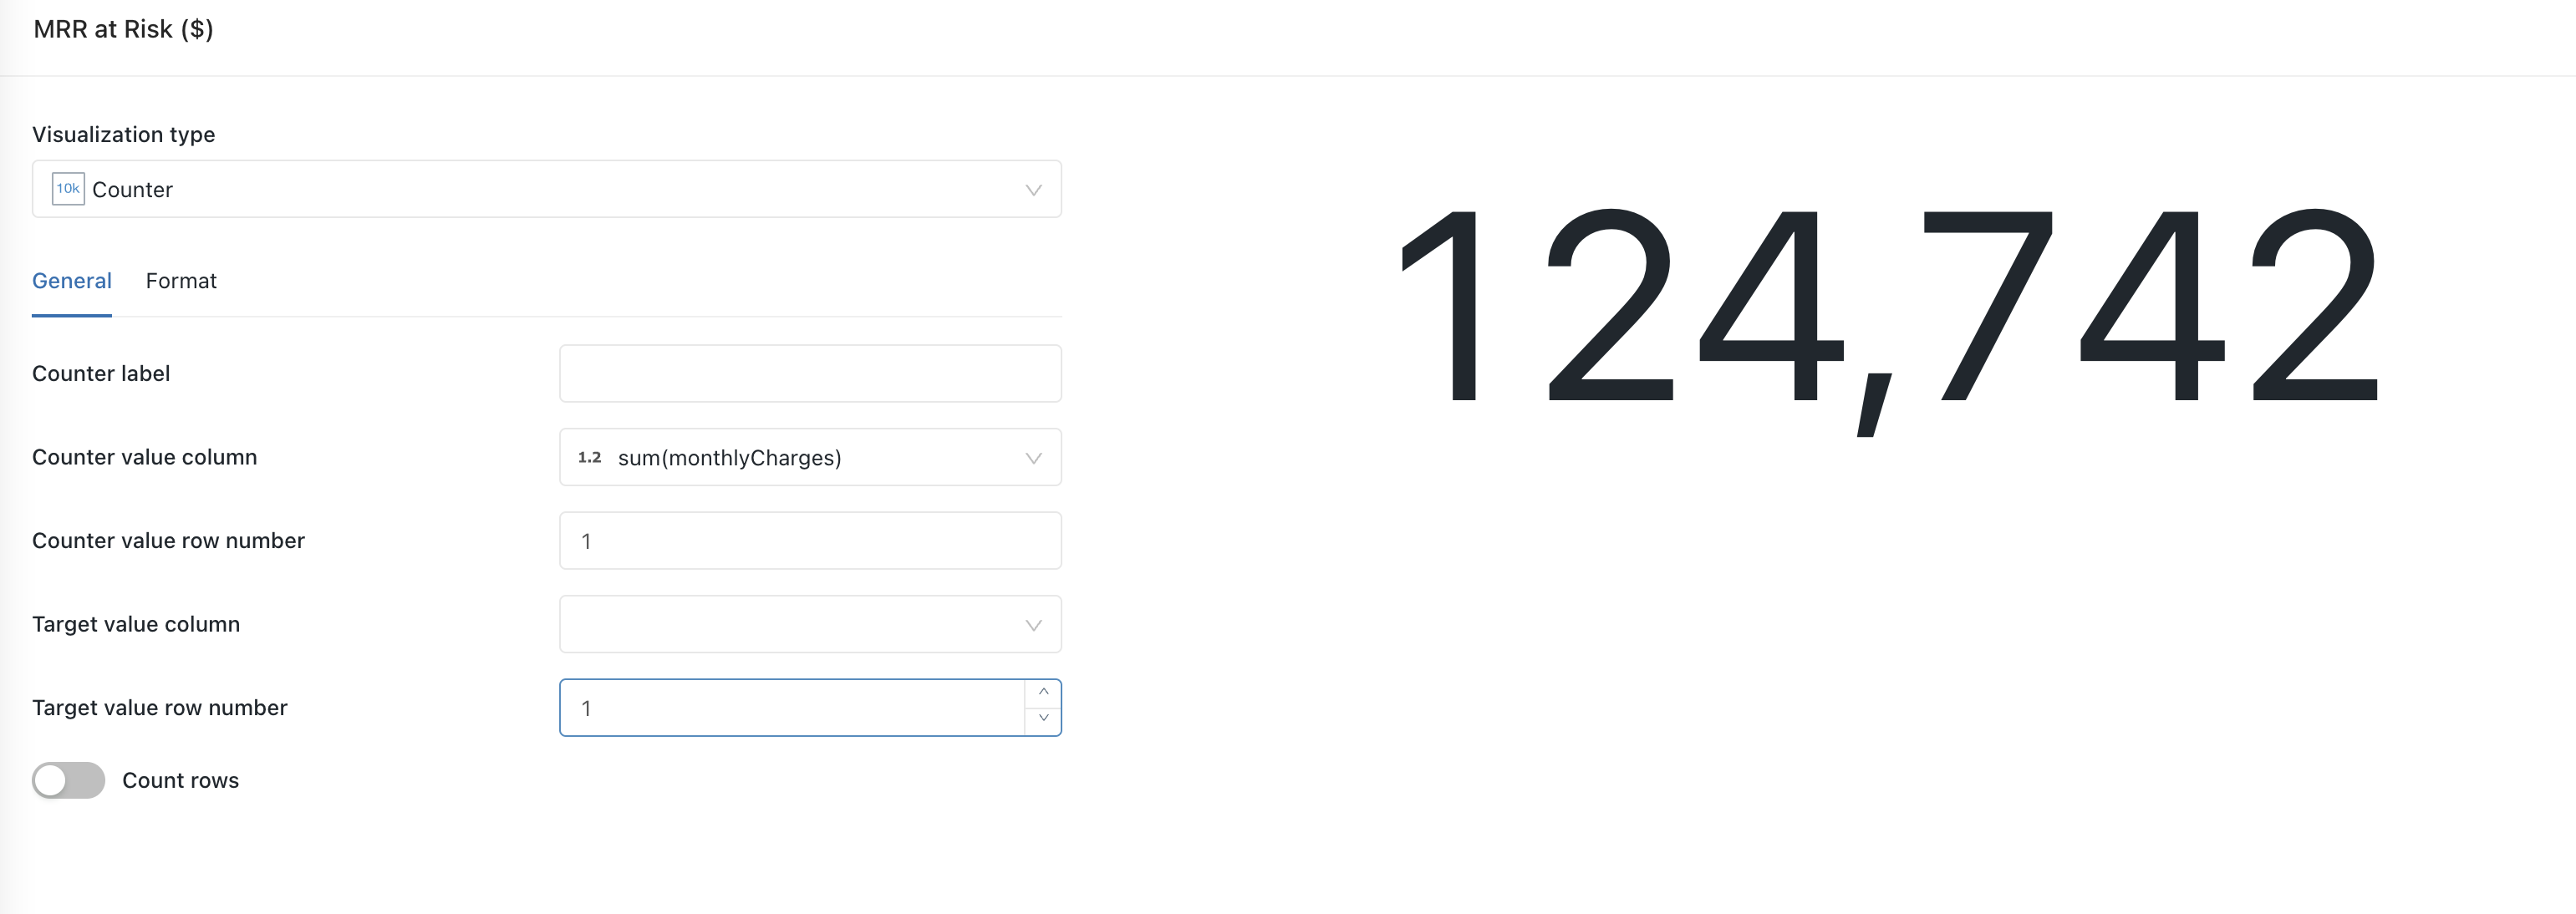 MRR at Risk ($)
Visualization type
10k Counter
General Format
Counter label
Counter value column
1.2 sum(monthlyCharges)
Counter value row number
1
Target value column
Target value row number
1
Count rows
124,742